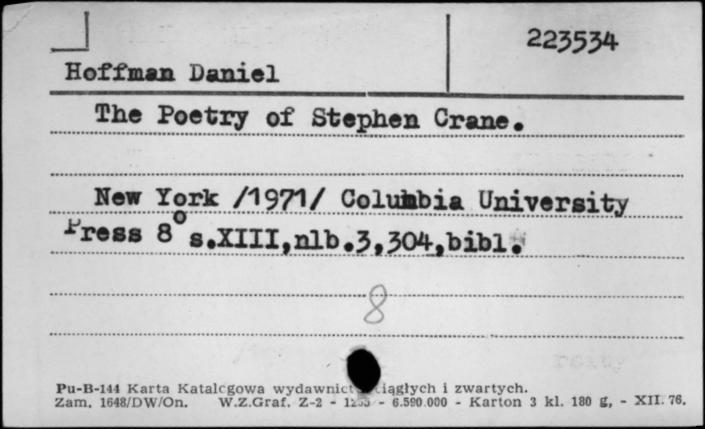 223534
Hoffman Daniel
The Poetry of Stephen Crane.
New York /1971/ Columbia University
Press 8° s.XIII,nlb.3,304,bibl.
8
Pu-B-144 Karta Katalogowa wydawnict ciągłych i zwartych.
Zam. 1648/DW/On. W.Z.Graf. Z-2 - - 6.590.000 - Karton 3 kl. 180 g, - XII. 76.